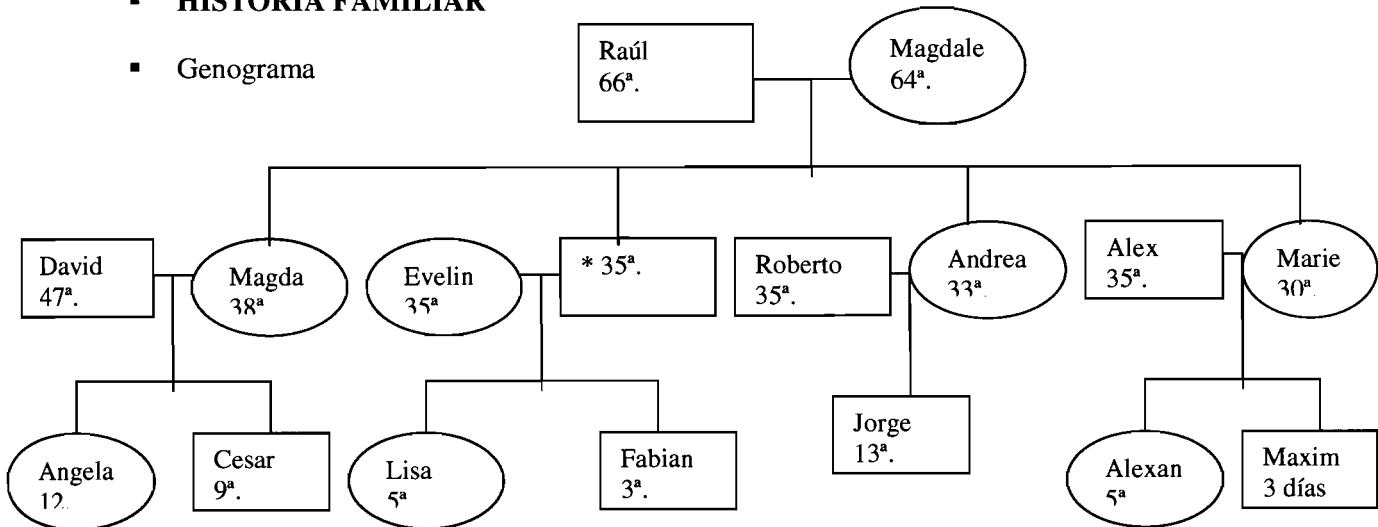 - HISTORIA FAMILIAR
▪ Genograma
Raúl
66ª.
Magdale
64ª.
David
47ª.
Magda
38ª
Evelin
35ª
* 35ª.
Roberto
35ª.
Andrea
33ª.
Alex
35ª.
Marie
30ª.
Angela
12
Cesar
9ª.
Lisa
5ª
Fabian
3ª.
Jorge
13ª.
Alexan
5ª
Maxim
3 días